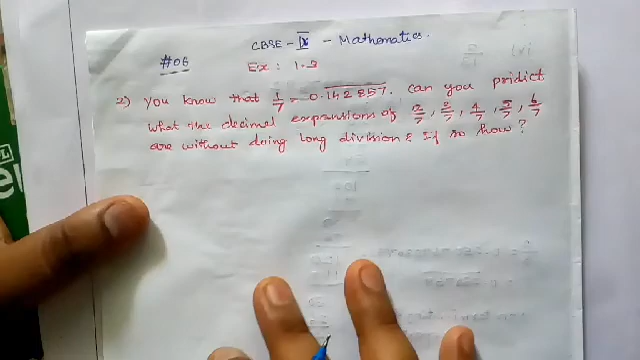 CBSE - IX - Mathematics.
#06
Ex: 1.3
2) You know that 1/7 = 0.142857. can you pridict
what the decimal expansions of 2/7, 3/7, 4/7, 5/7, 6/7
are without doing long division? If so how?